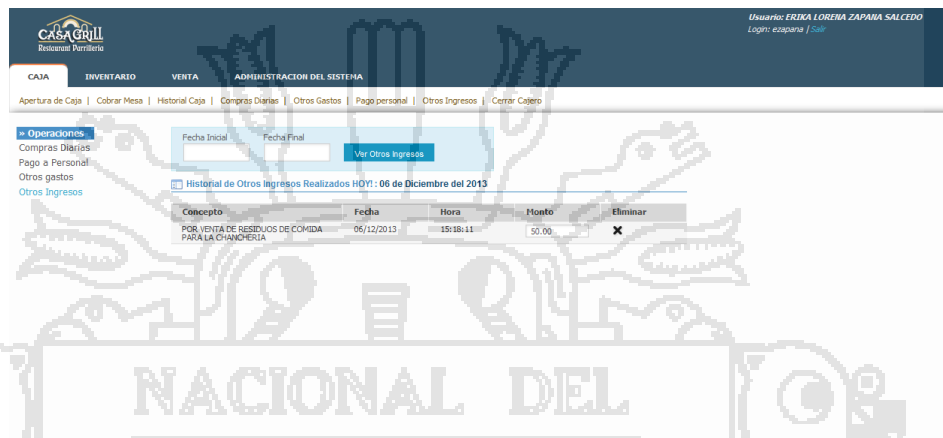 CASAGRILL
Restaurant Parrilleria
Usuario: ERIKA LORENA ZAPANA SALCEDO
Login: ezapana | Salir
CAJA INVENTARIO VENTA ADMINISTRACION DEL SISTEMA
Apertura de Caja | Cobrar Mesa | Historial Caja | Compras Diarias | Otros Gastos | Pago personal | Otros Ingresos | Cerrar Cajero
» Operaciones
Compras Diarias
Pago a Personal
Otros gastos
Otros Ingresos
Fecha Inicial Fecha Final
Ver Otros Ingresos
Historial de Otros Ingresos Realizados HOY! : 06 de Diciembre del 2013
Concepto Fecha Hora Monto Eliminar
POR VENTA DE RESIDUOS DE COMIDA 06/12/2013 15:18:11 50.00
PARA LA CHANCHERIA
NACIONAL DEL